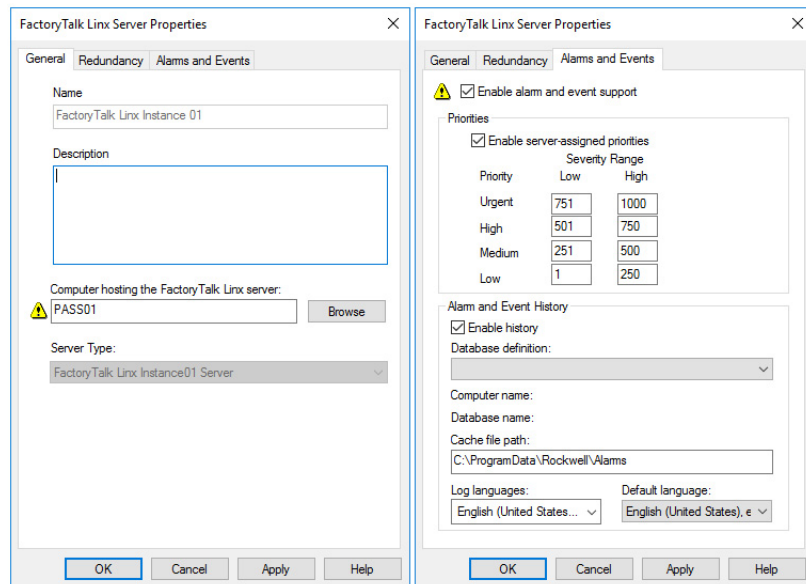 FactoryTalk Linx Server Properties
General Redundancy Alarms and Events
Name
FactoryTalk Linx Instance 01
Description
Computer hosting the FactoryTalk Linx server:
PASS01 Browse
Server Type:
FactoryTalk Linx Instance01 Server
OK Cancel Apply Help
FactoryTalk Linx Server Properties
General Redundancy Alarms and Events
Enable alarm and event support
Priorities
Enable server-assigned priorities
Severity Range
Priority Low High
Urgent 751 1000
High 501 750
Medium 251 500
Low 1 250
Alarm and Event History
Enable history
Database definition:
Computer name:
Database name:
Cache file path:
C:\ProgramData\Rockwell\Alarms
Log languages: Default language:
English (United States... English (United States), e
OK Cancel Apply Help